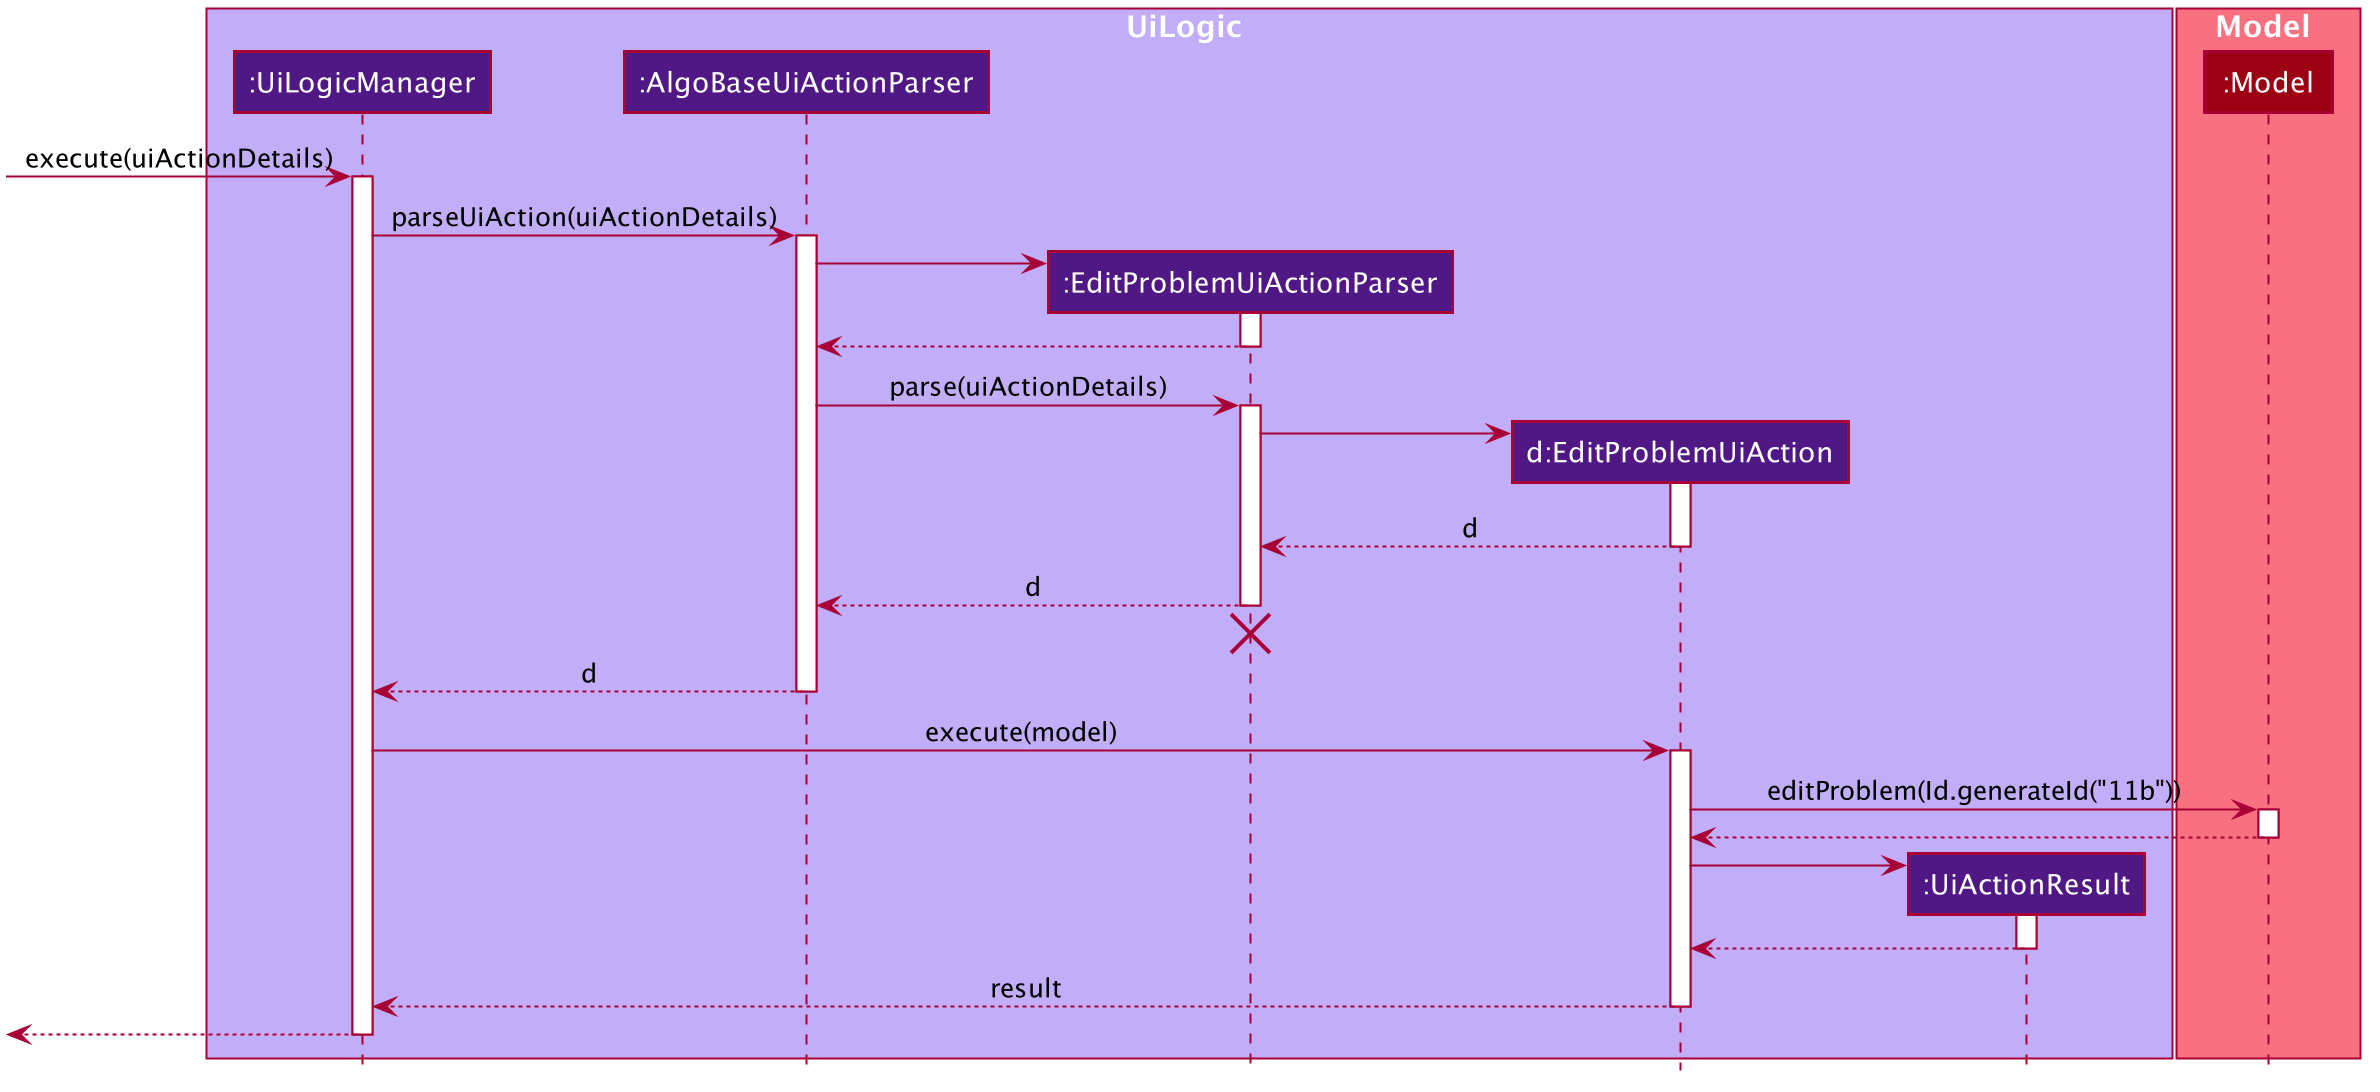 UiLogic
Model
:UiLogicManager
:AlgoBaseUiActionParser
:Model
execute(uiActionDetails)
parseUiAction(uiActionDetails)
:EditProblemUiActionParser
parse(uiActionDetails)
d:EditProblemUiAction
d
d
d
execute(model)
editProblem(Id.generateId("11b"))
:UiActionResult
result